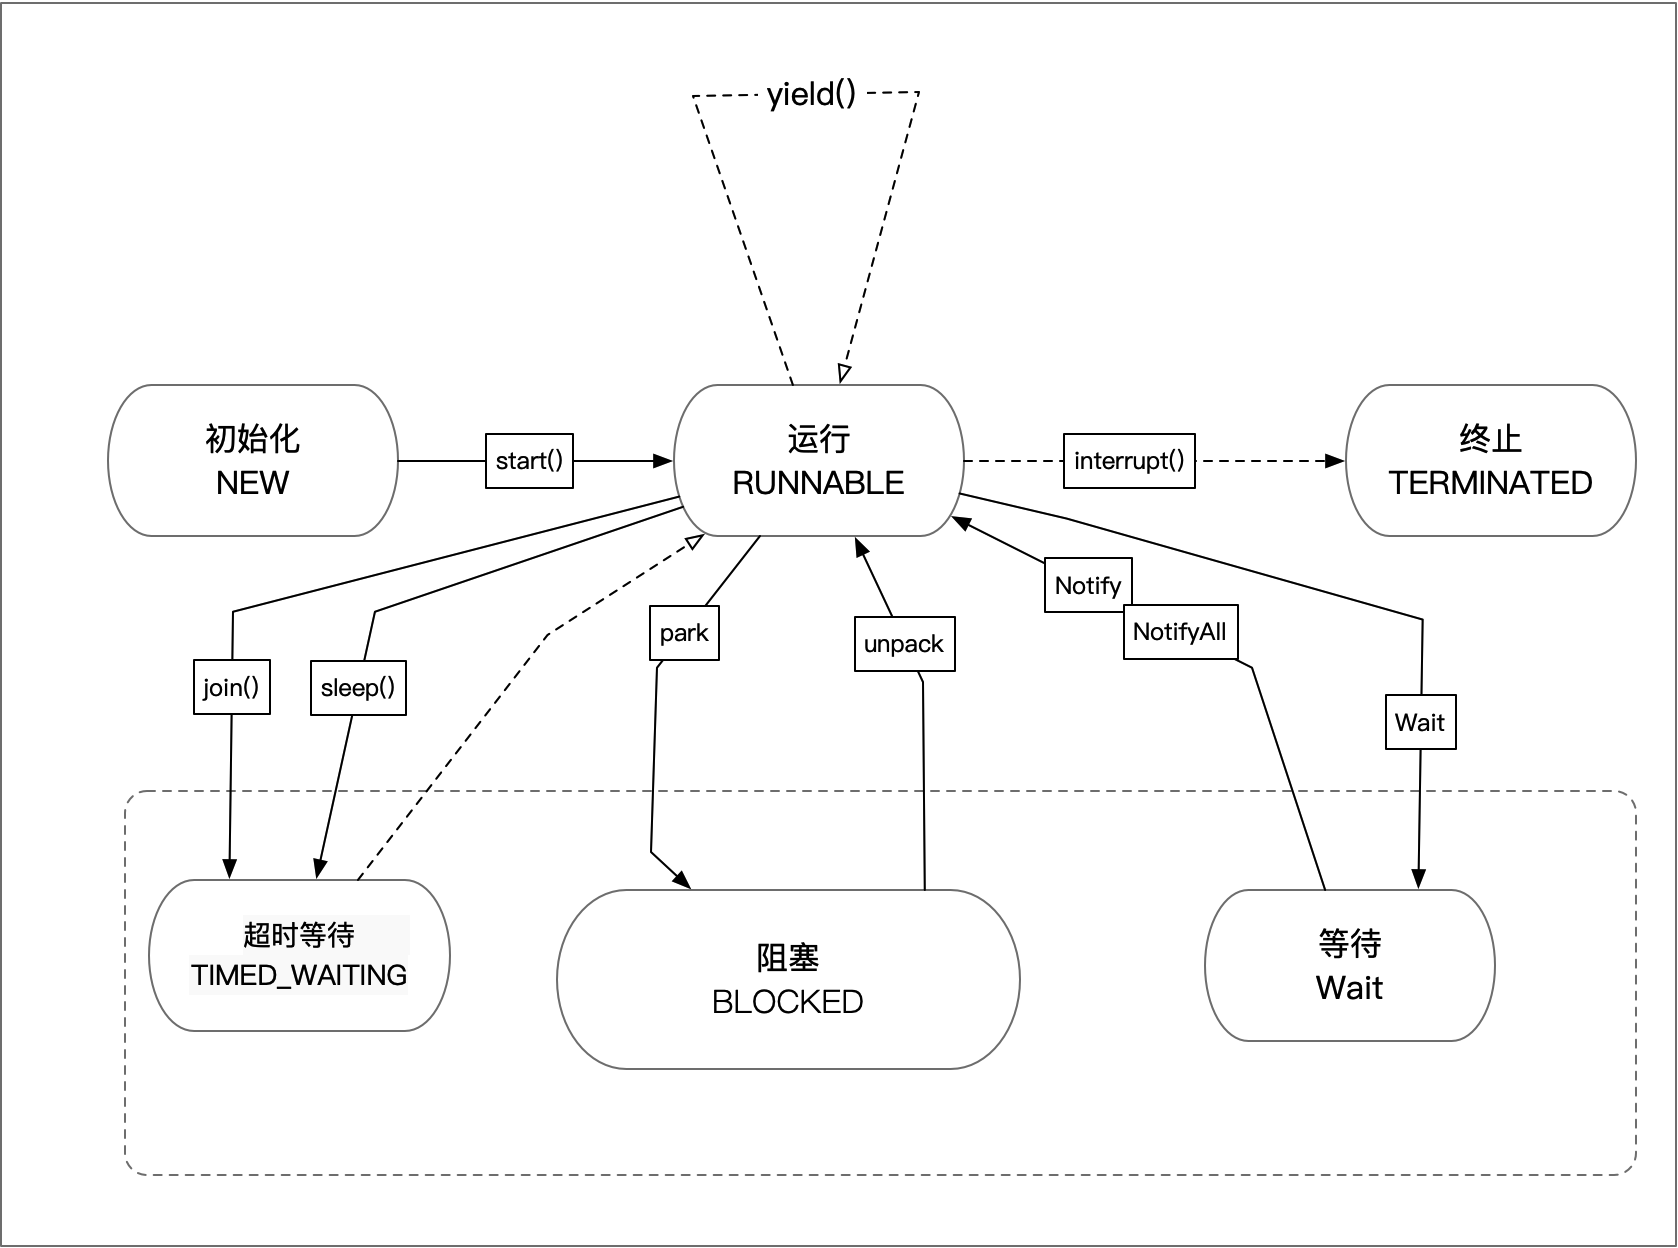 yield()
初始化
NEW
start()
运行
RUNNABLE
interrupt()
终止
TERMINATED
join()
sleep()
park
unpack
Notify
NotifyAll
Wait
超时等待
TIMED_WAITING
阻塞
BLOCKED
等待
Wait